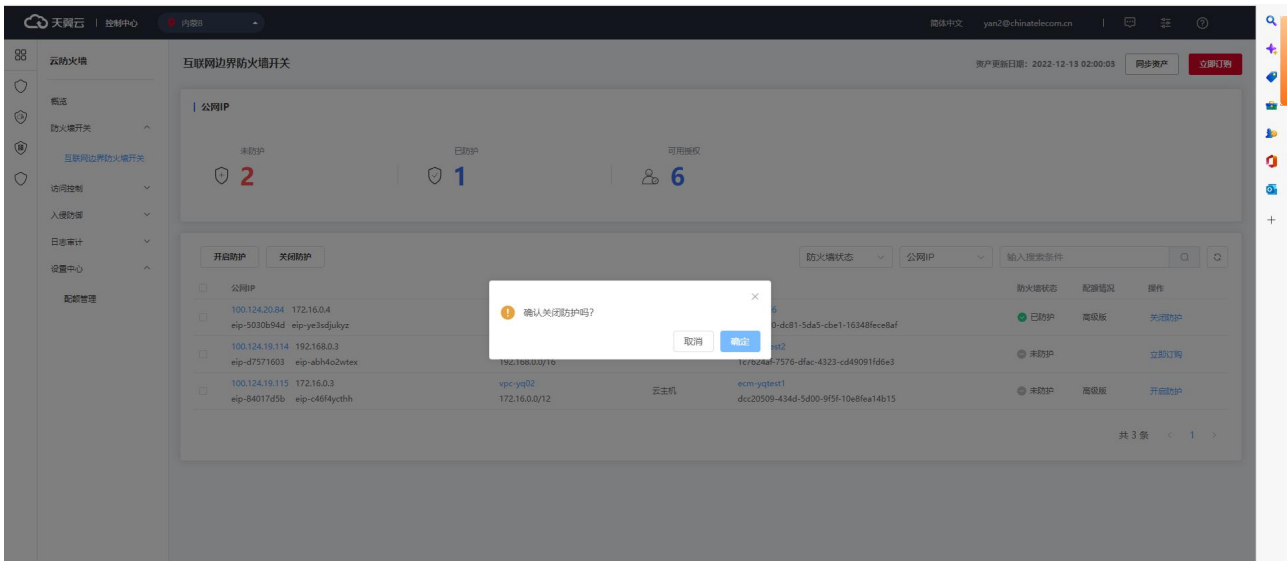 天翼云 | 控制中心
内蒙8
简体中文
yan2@chinatelecom.cn
云防火墙
概览
防火墙开关
互联网边界防火墙开关
访问控制
入侵防御
日志审计
设置中心
配额管理
互联网边界防火墙开关
资产更新日期：2022-12-13 02:00:03
同步资产
立即订购
公网IP
未防护
2
已防护
1
可用授权
6
开启防护
关闭防护
防火墙状态
公网IP
输入搜索条件
公网IP
防火墙状态
配额情况
操作
100.124.20.84 172.16.0.4
eip-5030b94d eip-ye3sdjukyz
6
0-dc81-5da5-cbe1-16348fece8af
已防护
高级版
关闭防护
100.124.19.114 192.168.0.3
eip-d7571603 eip-abh4o2wtex
192.168.0.0/16
est2
1c7624af-7576-dfac-4323-cd49091fd6e3
未防护
立即订购
100.124.19.115 172.16.0.3
eip-84017d5b eip-c46f4ycthh
vpc-yq02
172.16.0.0/12
云主机
ecm-yqtest1
dcc20509-434d-5d00-9f5f-10e8fea14b15
未防护
高级版
开启防护
共 3 条
1
确认关闭防护吗?
取消
确定